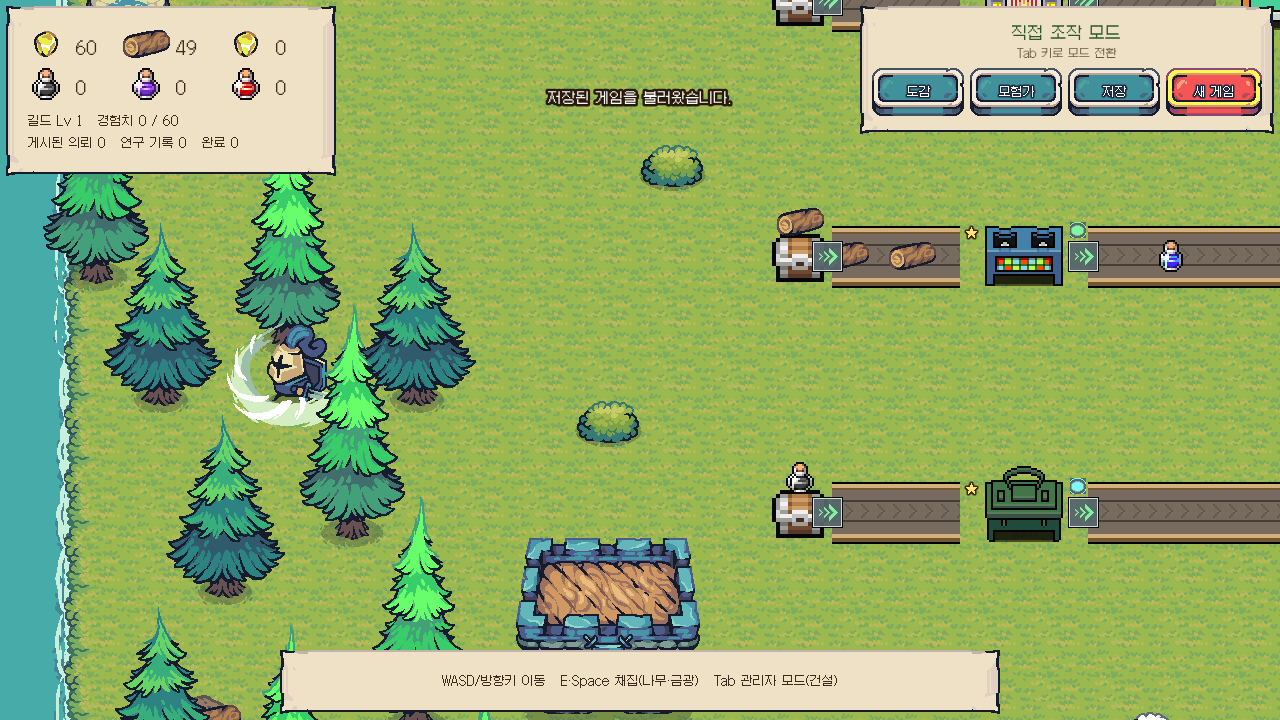 60 49 0
0 0 0
길드 Lv 1 경험치 0 / 60
게시된 의뢰 0 연구 기록 0 완료 0
저장된 게임을 불러왔습니다.
직접 조작 모드
Tab 키로 모드 전환
도감 모험가 저장 새 게임
WASD/방향키 이동 E·Space 채집(나무·금광) Tab 관리자 모드(건설)